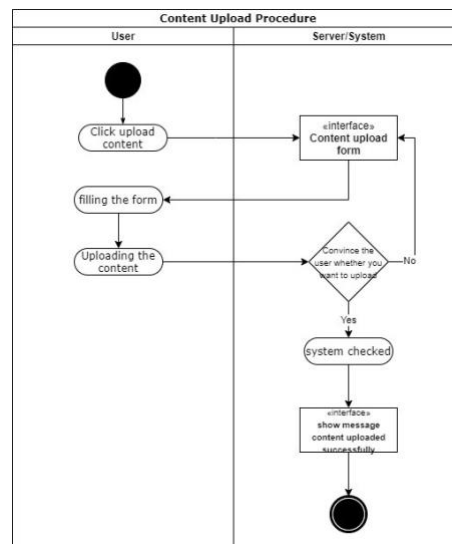 Content Upload Procedure
User
Server/System
Click upload
content
«interface»
Content upload
form
filling the form
Uploading the
content
Convince the
user whether you
want to upload
No
Yes
system checked
«interface»
show message
content uploaded
successfully